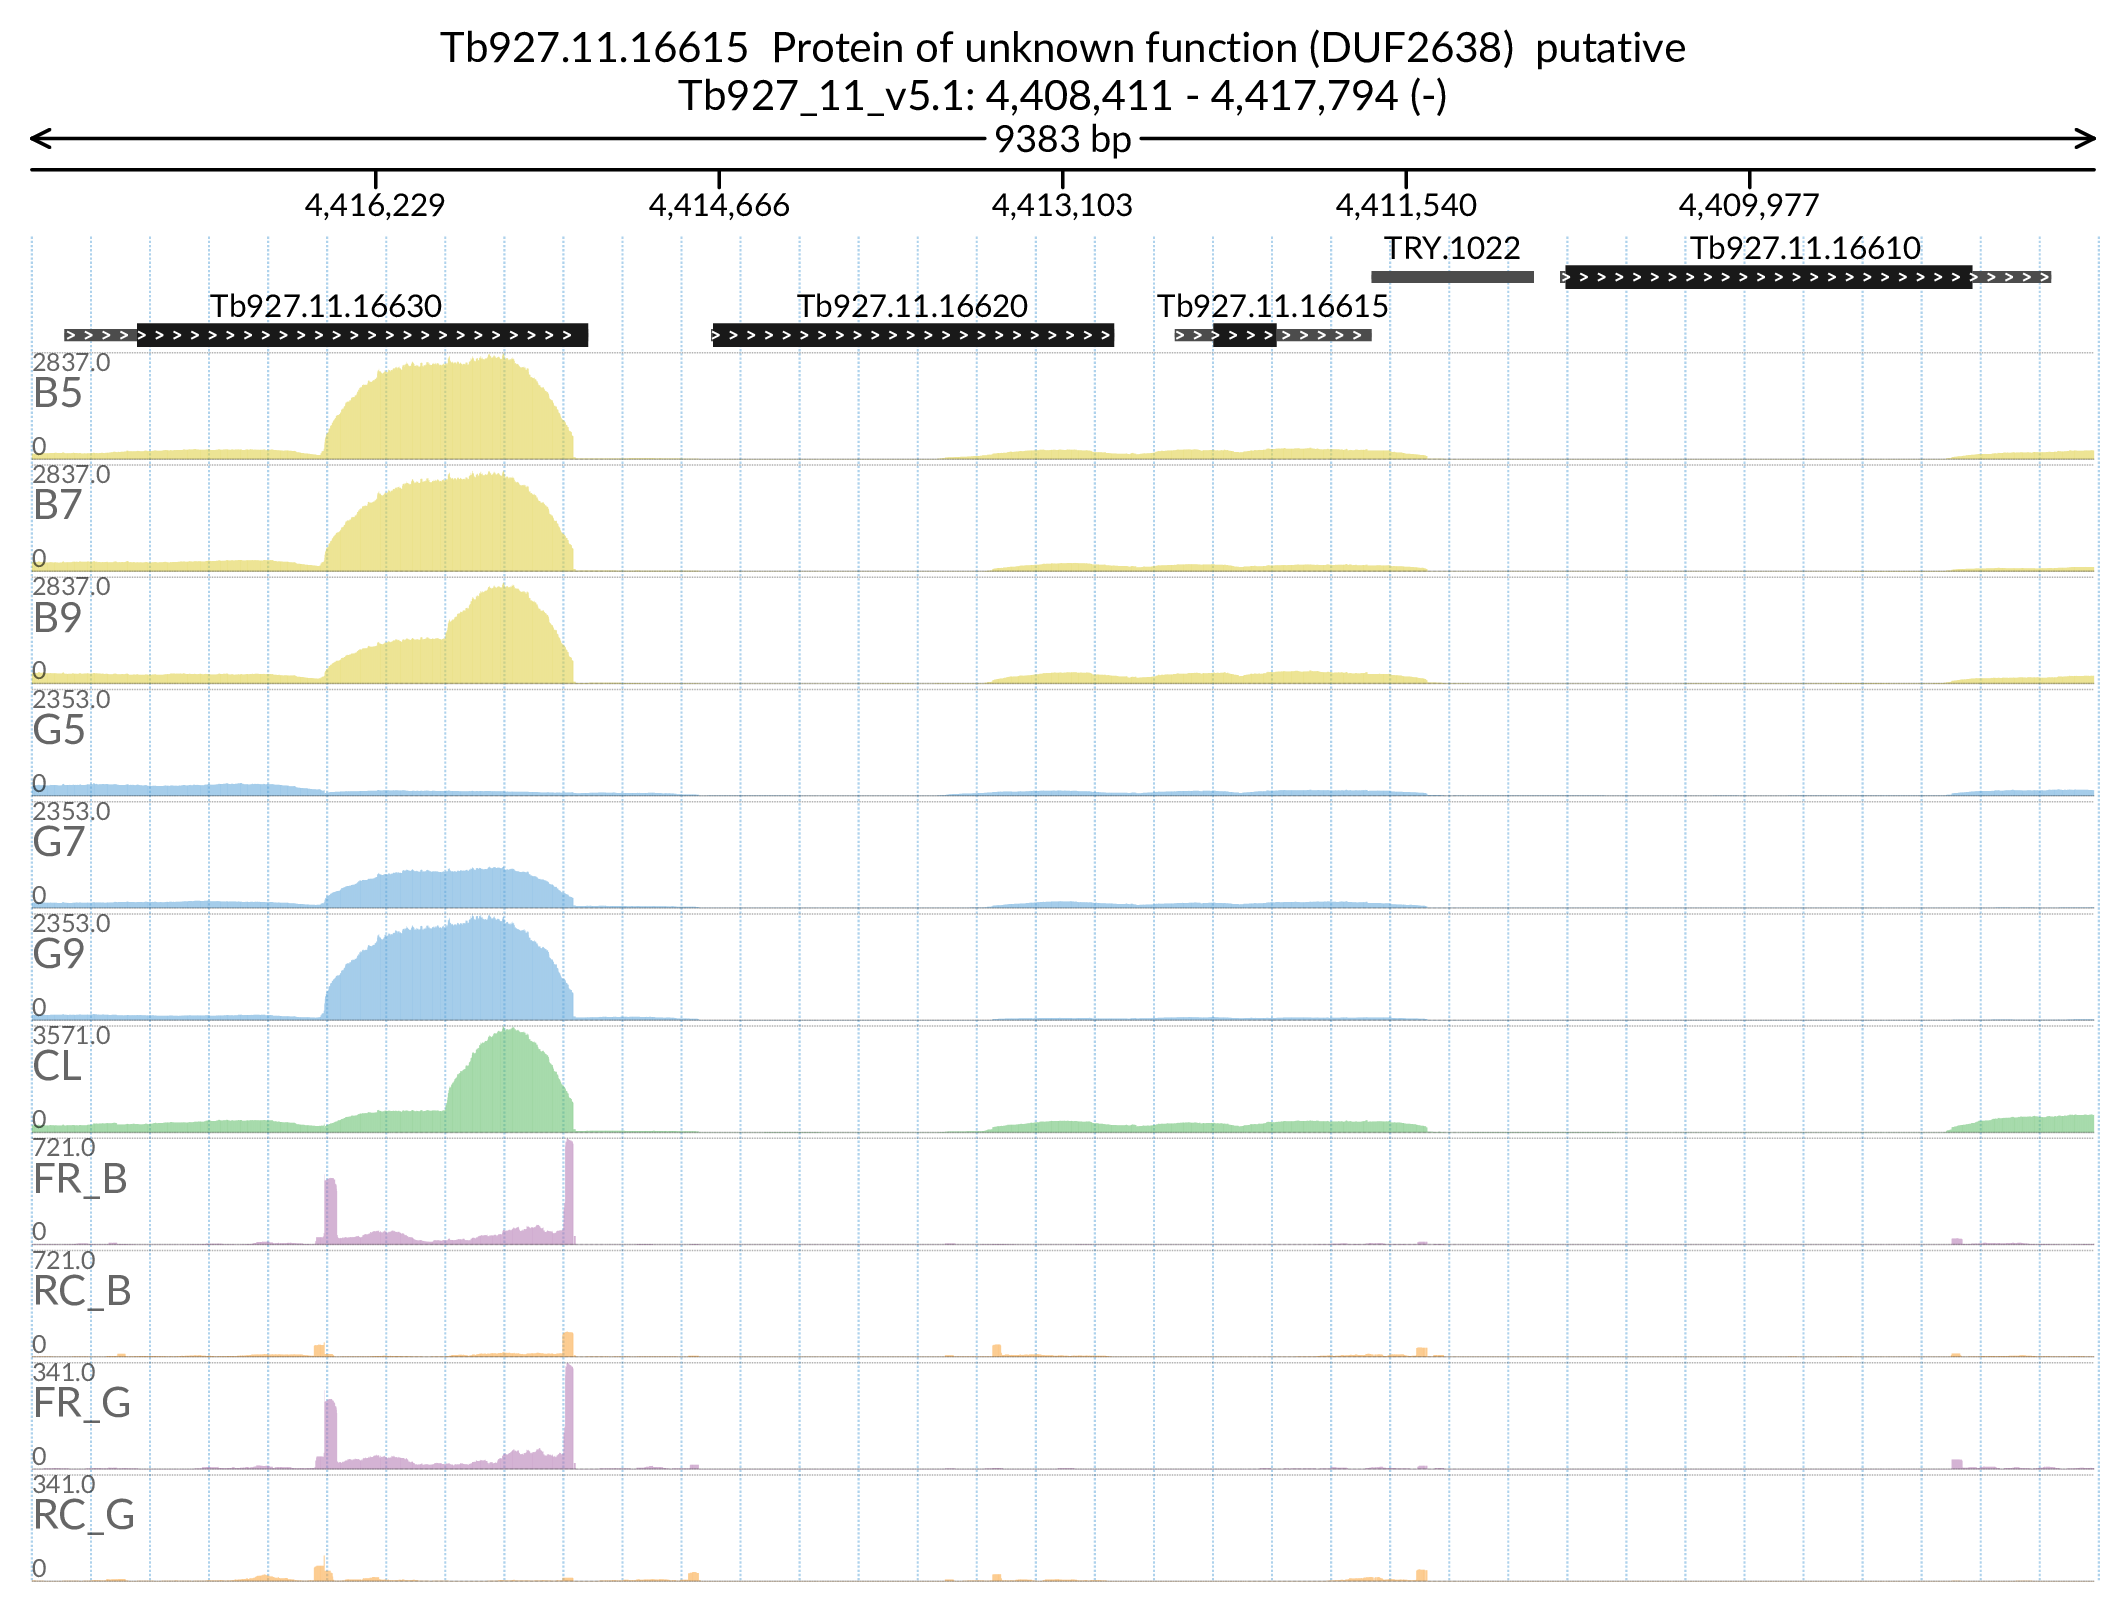 Tb927.11.16615  Protein of unknown function (DUF2638)  putative
Tb927_11_v5.1: 4,408,411 - 4,417,794 (-)
9383 bp
4,416,229 4,414,666 4,413,103 4,411,540 4,409,977
TRY.1022 Tb927.11.16610
Tb927.11.16630 Tb927.11.16620 Tb927.11.16615
2837.0
B5
0
2837.0
B7
0
2837.0
B9
0
2353.0
G5
0
2353.0
G7
0
2353.0
G9
0
3571.0
CL
0
721.0
FR_B
0
721.0
RC_B
0
341.0
FR_G
0
341.0
RC_G
0